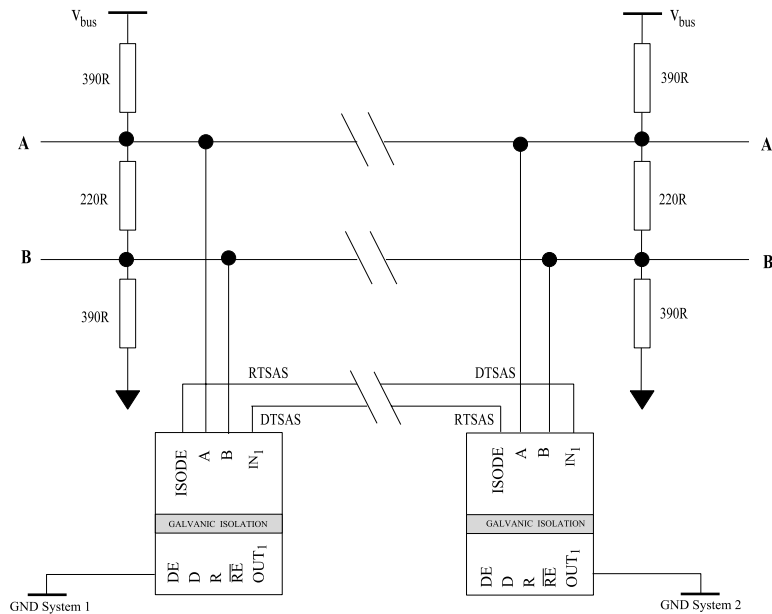 Vbus Vbus
390R 390R
A A
220R 220R
B B
390R 390R
RTSAS DTSAS
DTSAS RTSAS
ISODE A B IN1 ISODE A B IN1
GALVANIC ISOLATION GALVANIC ISOLATION
DE D R RE OUT1 DE D R RE OUT1
GND System 1 GND System 2